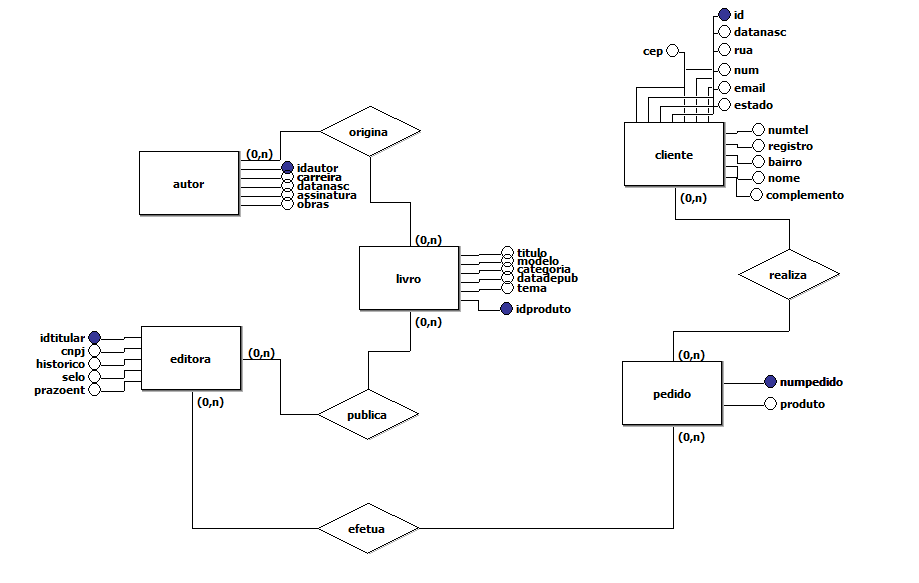 id
datanasc
cep
rua
num
email
estado
origina
cliente
numtel
registro
bairro
nome
complemento
(0,n)
autor
(0,n)
idautor
carreira
datanasc
assinatura
obras
(0,n)
livro
titulo
modelo
categoria
datadepub
tema
idproduto
(0,n)
realiza
idtitular
cnpj
historico
selo
prazoent
editora
(0,n)
(0,n)
publica
(0,n)
pedido
numpedido
produto
(0,n)
efetua